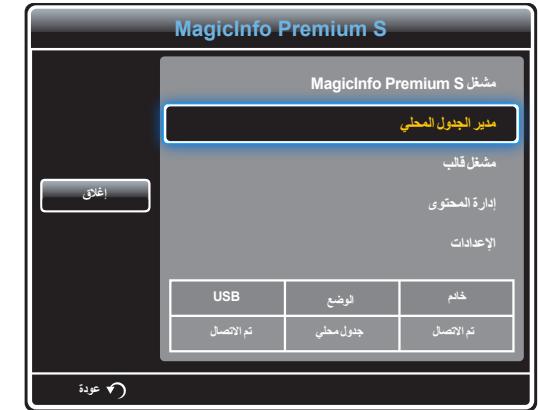 MagicInfo Premium S
مشغل MagicInfo Premium S
مدير الجدول المحلي
مشغل قالب
إدارة المحتوى
الإعدادات
إغلاق
خادم الوضع USB
تم الاتصال جدول محلي تم الاتصال
عودة